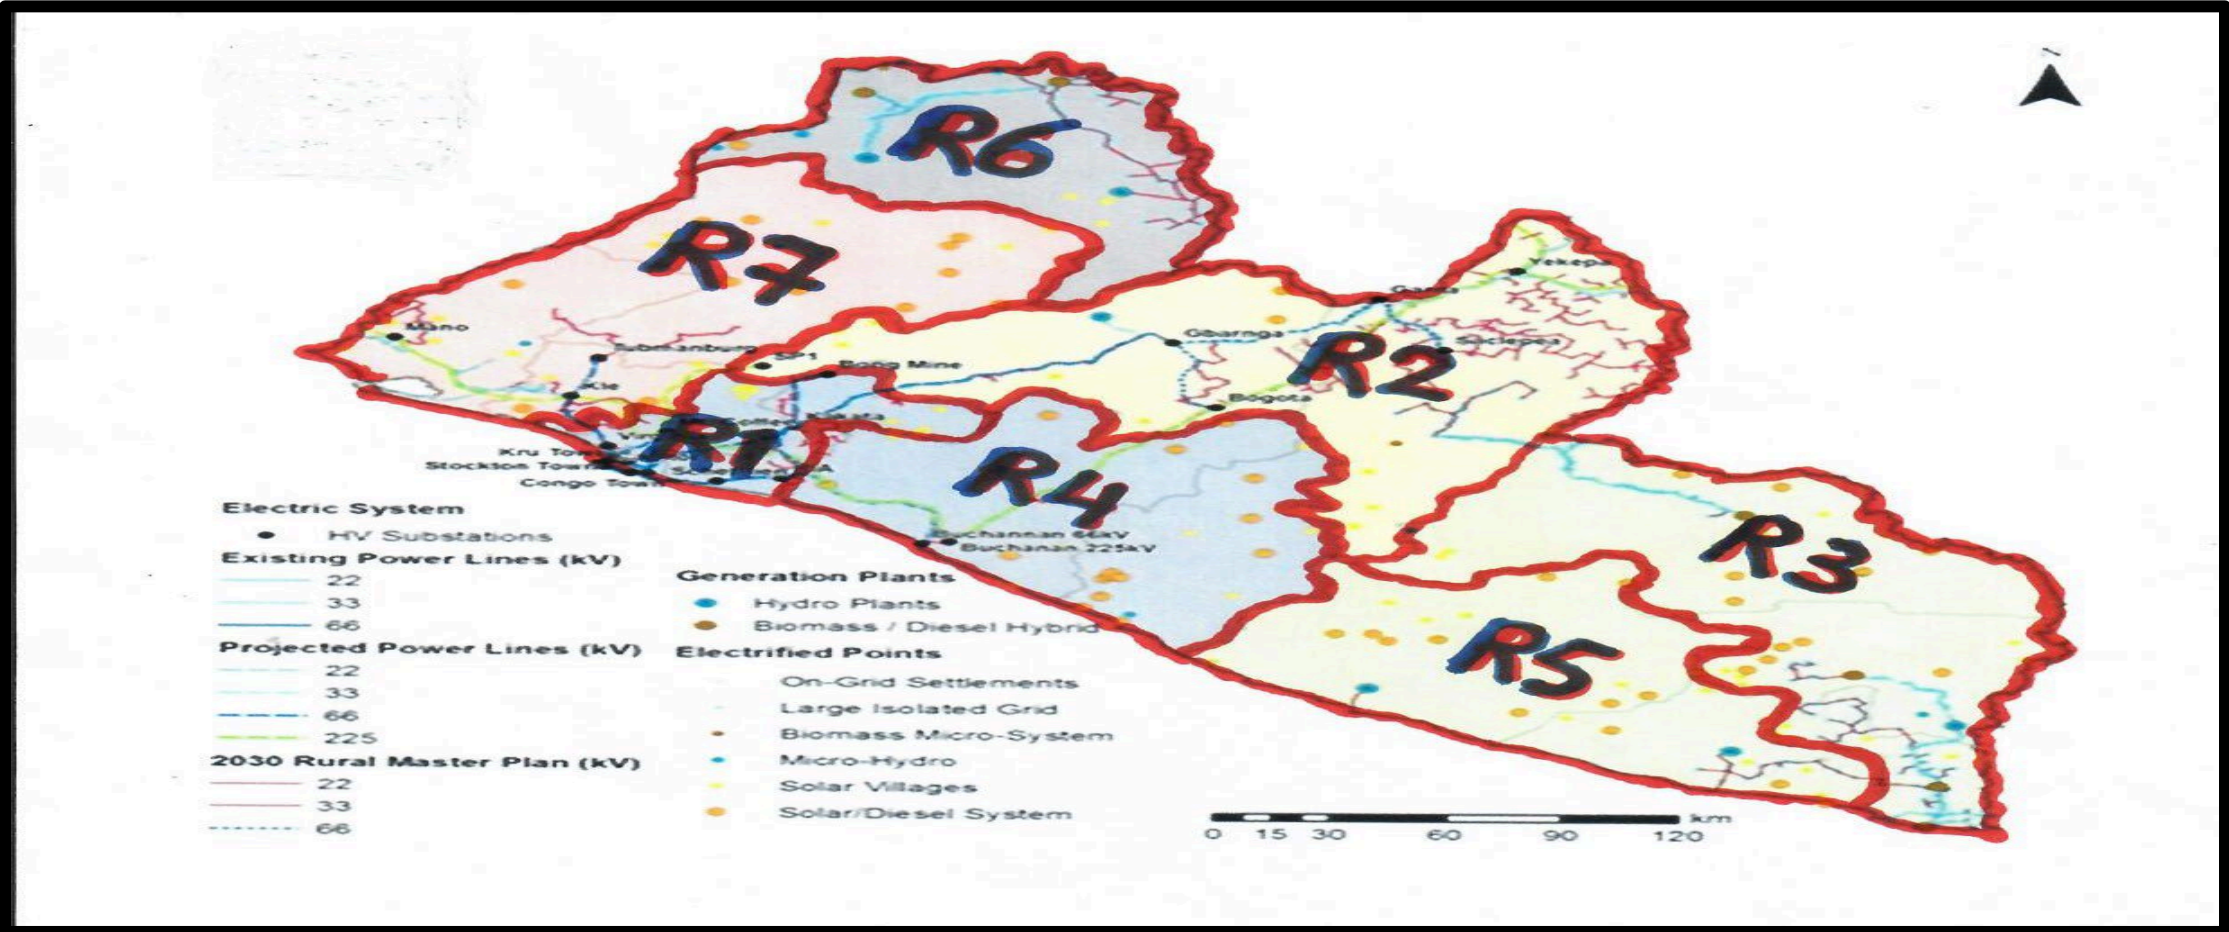 N
R6
R7
Yekepa
Mano
Ganta
Gbarnga
Tubmanburg
SP1
Saclepea
R2
Bong Mine
Kle
Bogota
Kakata
R1
Kru Town
R4
Stockton Town
Congo Town
R3
Buchannan 66kV
Buchanan 225kV
R5
Electric System
HV Substations
Existing Power Lines (kV)
22
33
66
Projected Power Lines (kV)
22
33
66
225
2030 Rural Master Plan (kV)
22
33
66
Generation Plants
Hydro Plants
Biomass / Diesel Hybrid
Electrified Points
On-Grid Settlements
Large Isolated Grid
Biomass Micro-System
Micro-Hydro
Solar Villages
Solar/Diesel System
0 15 30 60 90 120 km